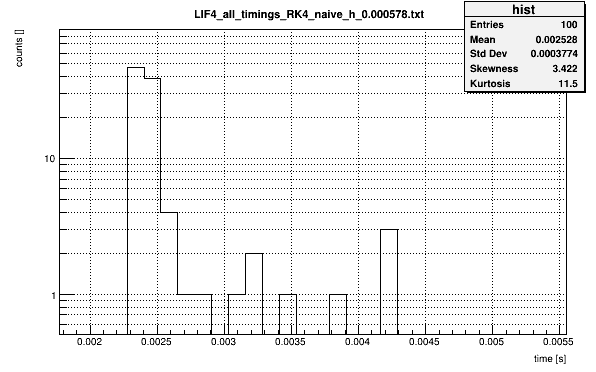 LIF4_all_timings_RK4_naive_h_0.000578.txt
hist
Entries 100
Mean 0.002528
Std Dev 0.0003774
Skewness 3.422
Kurtosis 11.5
counts []
10
1
0.002 0.0025 0.003 0.0035 0.004 0.0045 0.005 0.0055
time [s]